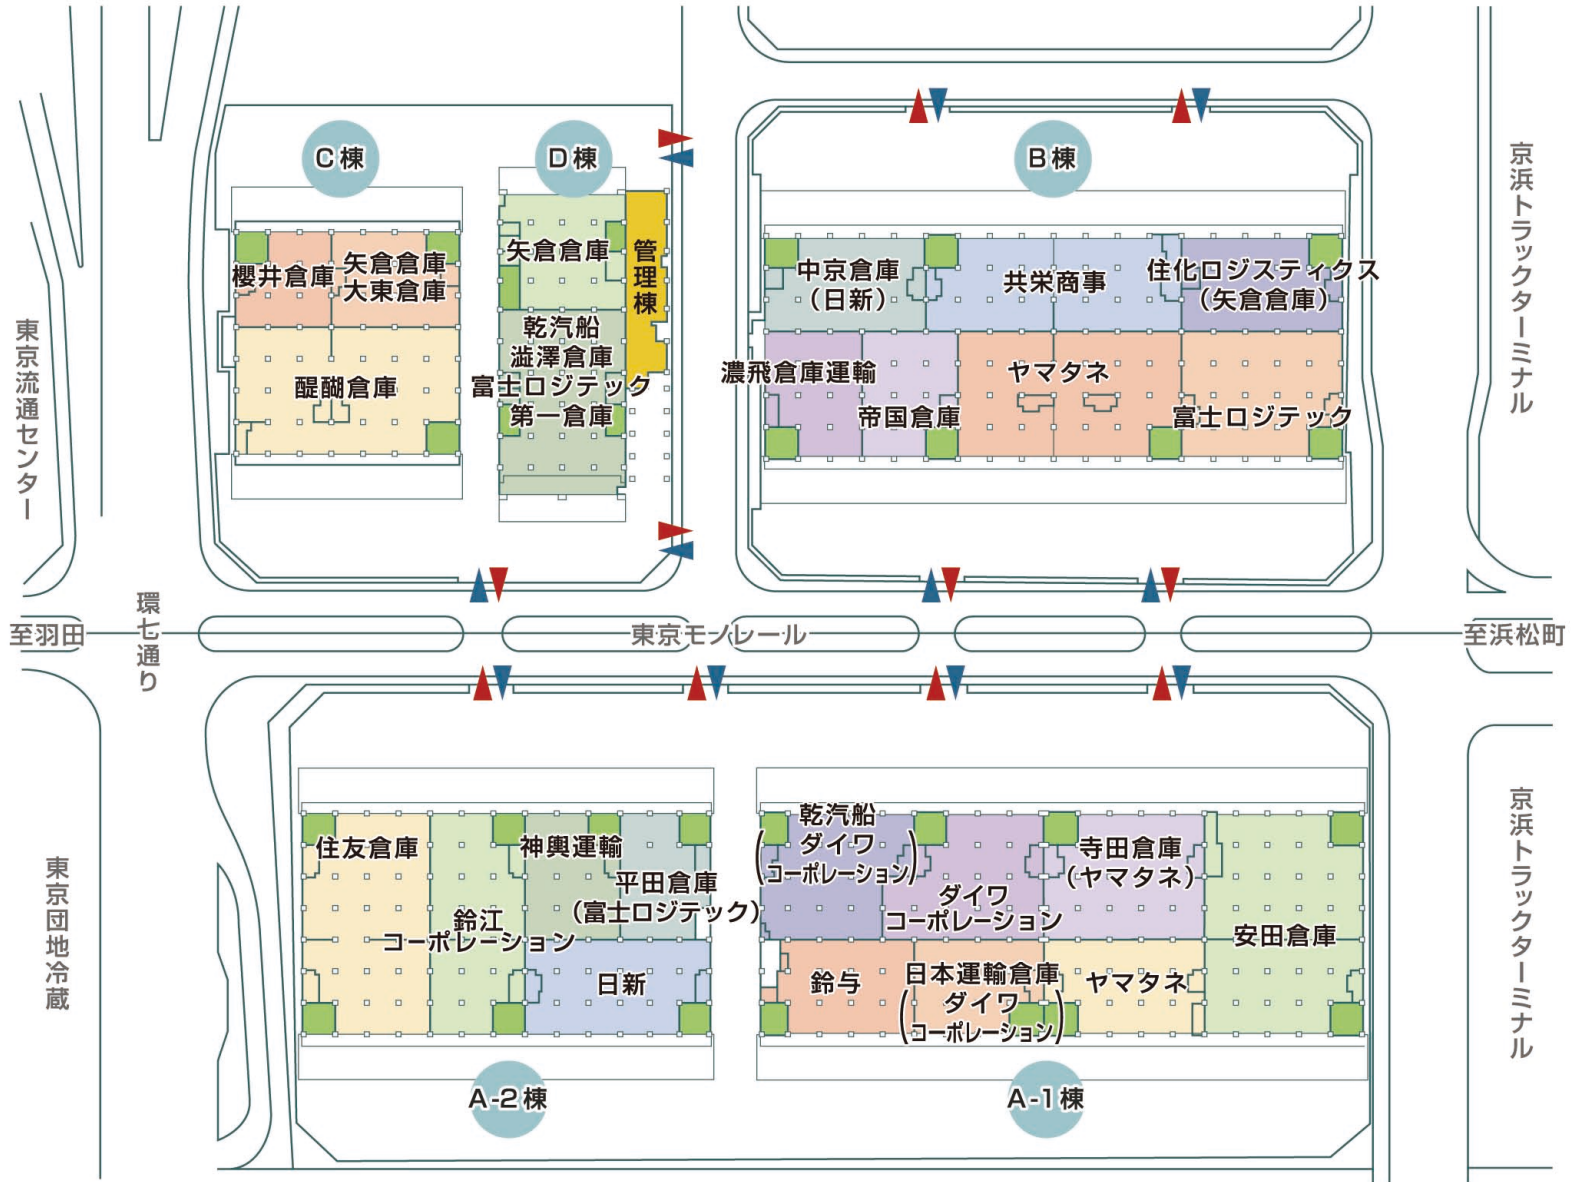 C棟
D棟
B棟
櫻井倉庫
矢倉倉庫
大東倉庫
醍醐倉庫
矢倉倉庫
管理棟
乾汽船
澁澤倉庫
富士ロジテック
第一倉庫
中京倉庫
（日新）
共栄商事
住化ロジスティクス
（矢倉倉庫）
濃飛倉庫運輸
帝国倉庫
ヤマタネ
富士ロジテック
京浜トラックターミナル
東京流通センター
至羽田
環七通り
東京モノレール
至浜松町
住友倉庫
鈴江
コーポレーション
神興運輸
平田倉庫
（富士ロジテック）
日新
乾汽船
（ダイワ
コーポレーション）
ダイワ
コーポレーション
寺田倉庫
（ヤマタネ）
安田倉庫
鈴与
日本運輸倉庫
（ダイワ
コーポレーション）
ヤマタネ
A-2棟
A-1棟
東京団地冷蔵
京浜トラックターミナル